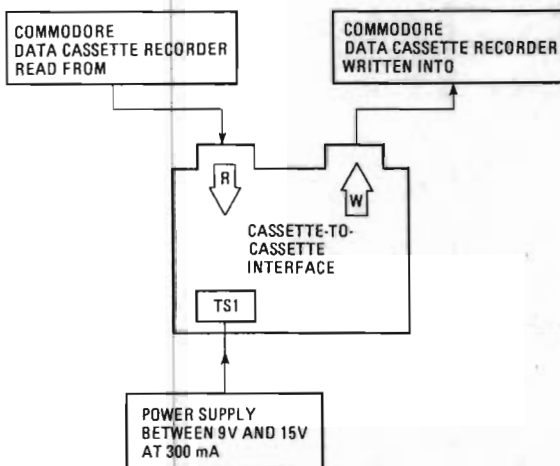 COMMODORE
DATA CASSETTE RECORDER
READ FROM
COMMODORE
DATA CASSETTE RECORDER
WRITTEN INTO
R
W
CASSETTE-TO-
CASSETTE
INTERFACE
TS1
POWER SUPPLY
BETWEEN 9V AND 15V
AT 300 mA